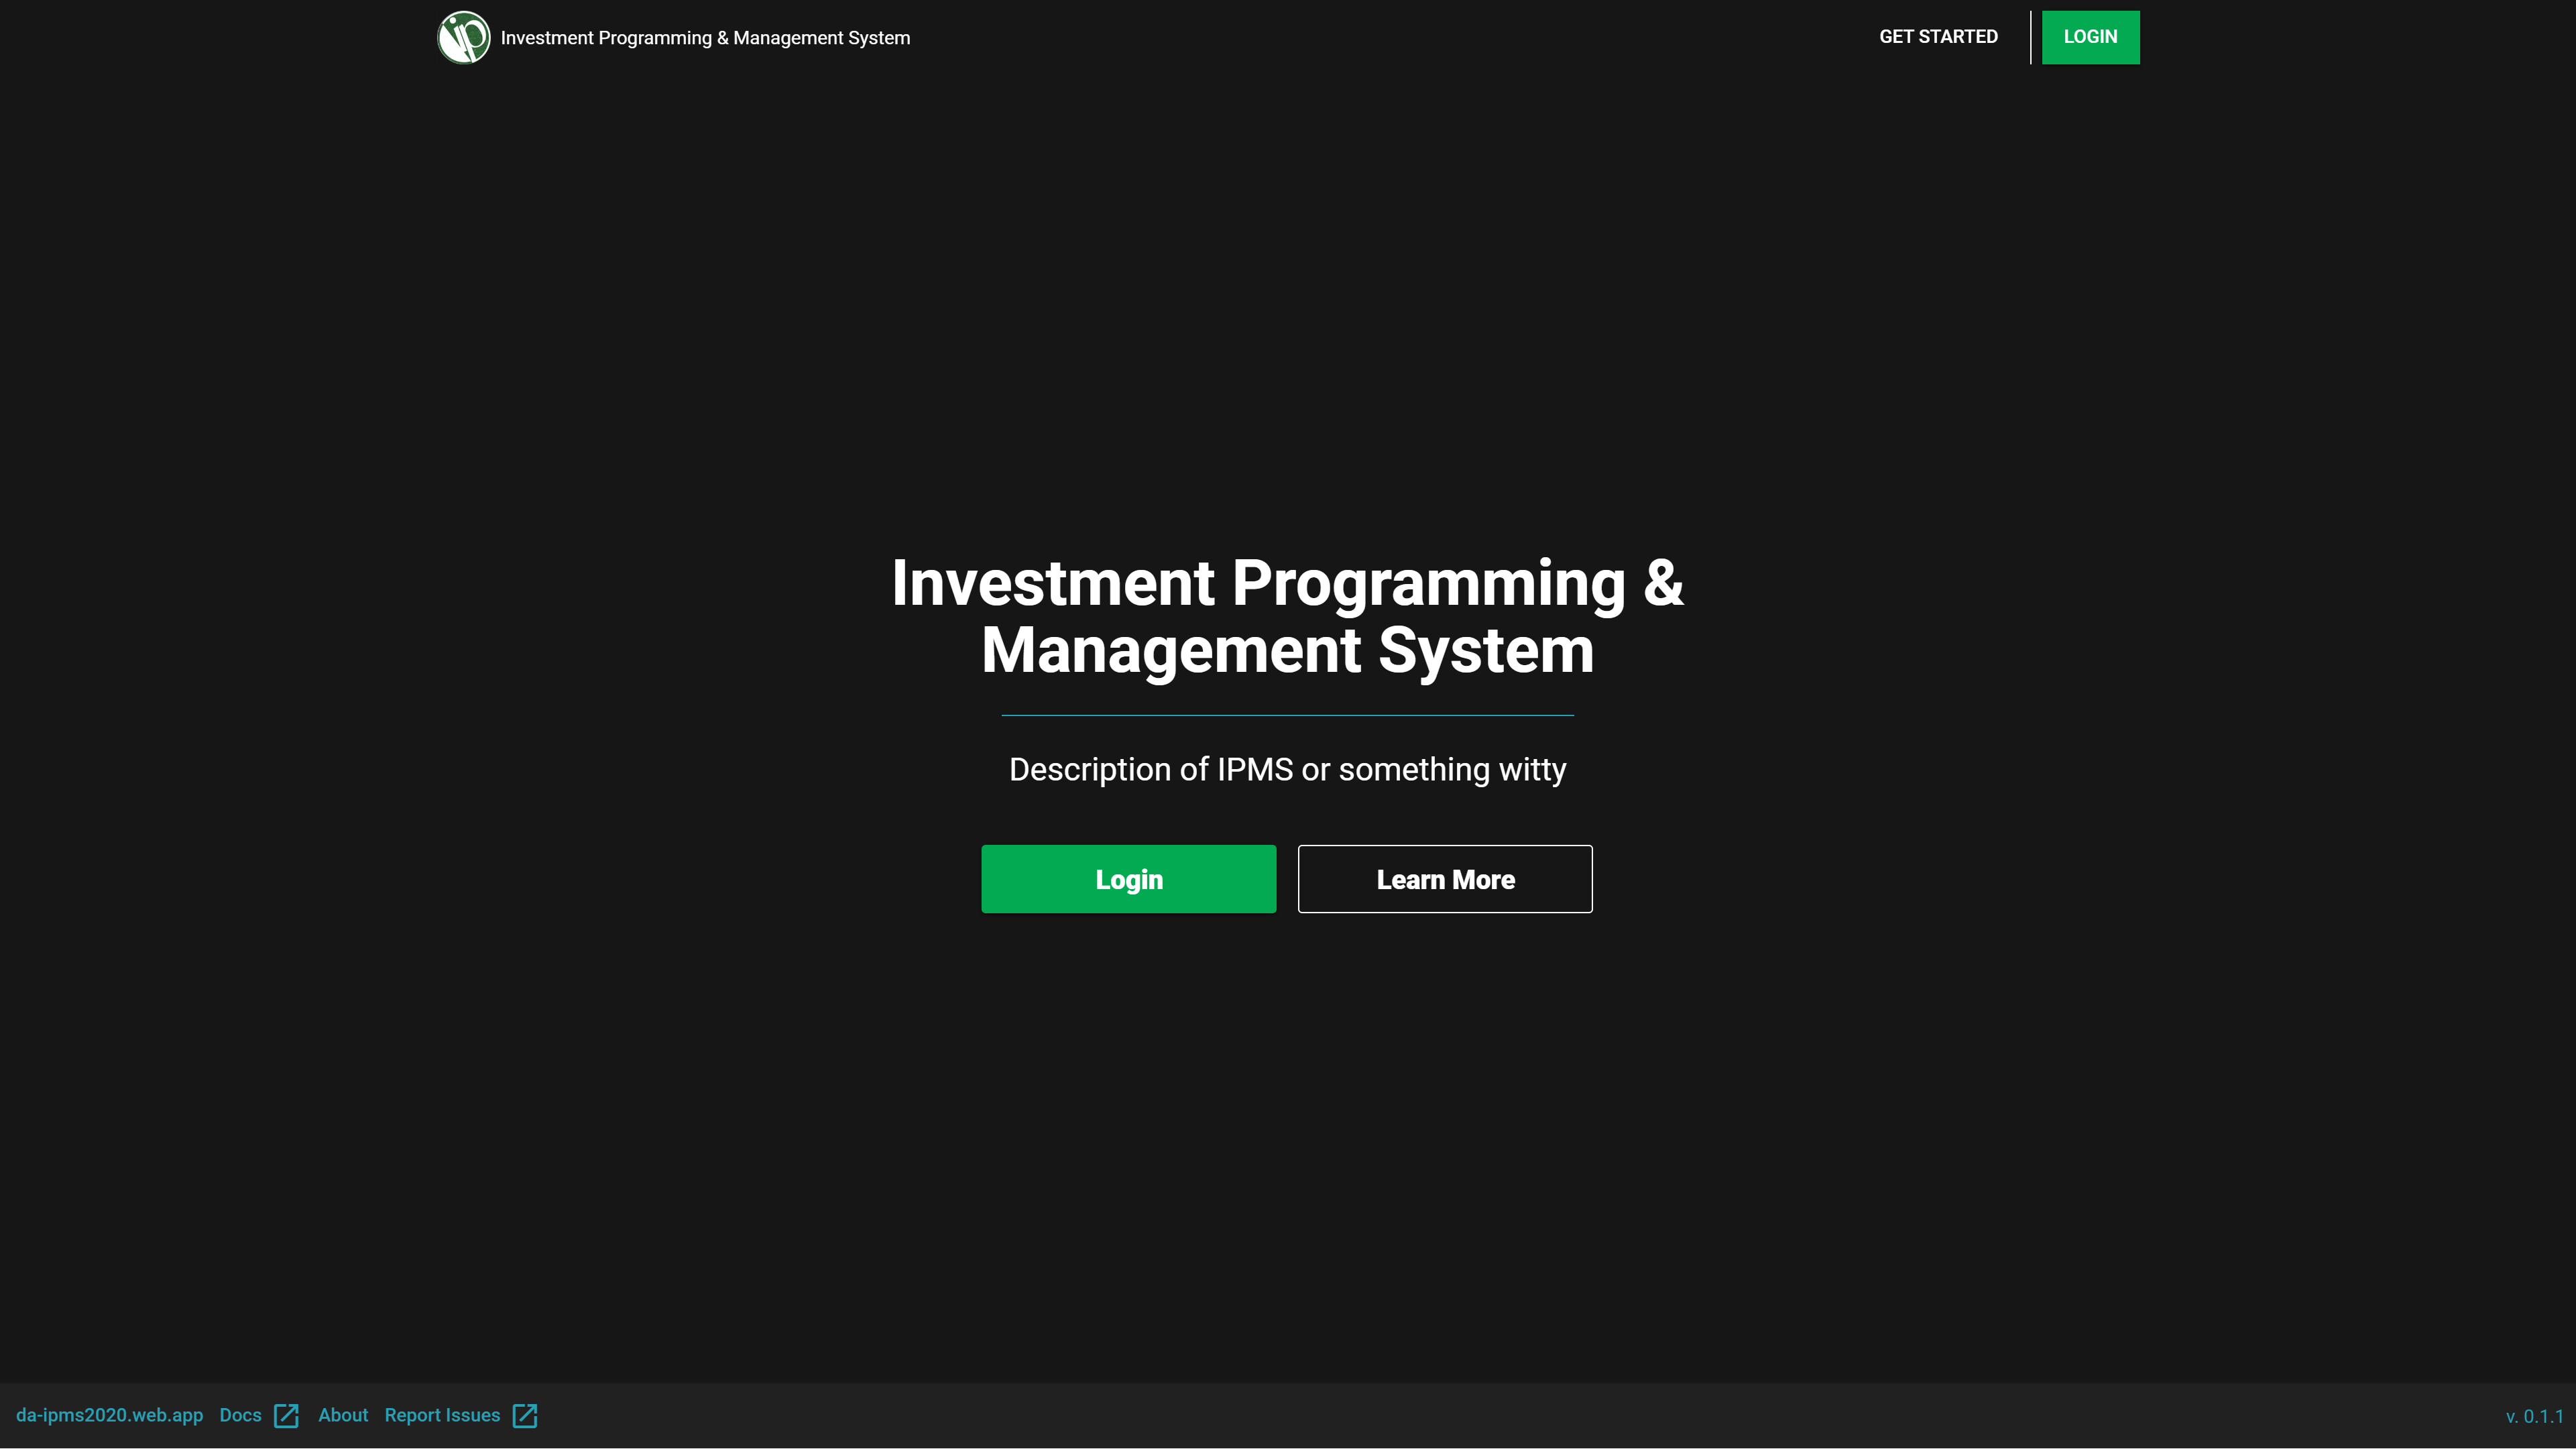 ip Investment Programming & Management System
GET STARTED
LOGIN
Investment Programming &
Management System
Description of IPMS or something witty
Login
Learn More
da-ipms2020.web.app Docs About Report Issues
v. 0.1.1